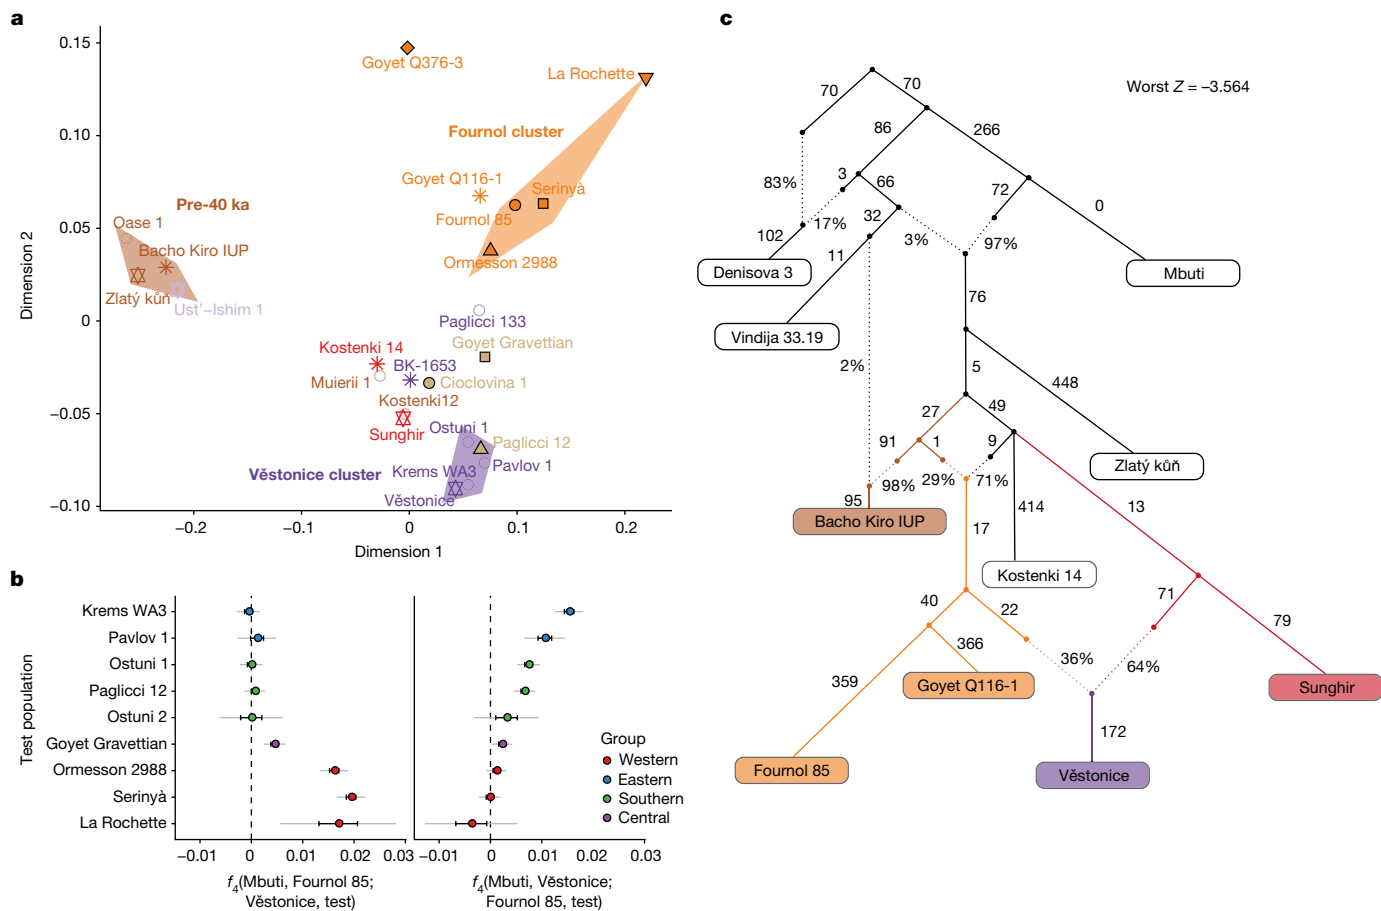 a
0.15
0.10
0.05
0
−0.05
−0.10
Dimension 2
−0.2
−0.1
0
0.1
0.2
Dimension 1
Goyet Q376-3
La Rochette
Fournol cluster
Goyet Q116-1
Serinyà
Fournol 85
Ormesson 2988
Pre-40 ka
Oase 1
Bacho Kiro IUP
Zlatý kůň
Ust'−Ishim 1
Paglicci 133
Goyet Gravettian
Kostenki 14
BK-1653
Muierii 1
Cioclovina 1
Kostenki12
Sunghir
Ostuni 1
Paglicci 12
Věstonice cluster
Krems WA3
Pavlov 1
Věstonice
b
Test population
Krems WA3
Pavlov 1
Ostuni 1
Paglicci 12
Ostuni 2
Goyet Gravettian
Ormesson 2988
Serinyà
La Rochette
−0.01
0
0.01
0.02
0.03
f4(Mbuti, Fournol 85;
Věstonice, test)
−0.01
0
0.01
0.02
0.03
f4(Mbuti, Věstonice;
Fournol 85, test)
Group
Western
Eastern
Southern
Central
c
Worst Z = −3.564
70
70
86
266
83%
3
66
72
0
17%
32
3%
97%
102
11
Denisova 3
Mbuti
76
Vindija 33.19
2%
5
448
27
49
91
1
9
Zlatý kůň
98%
29%
71%
95
414
13
Bacho Kiro IUP
17
Kostenki 14
40
22
71
79
366
36%
64%
359
Goyet Q116-1
Sunghir
172
Fournol 85
Věstonice